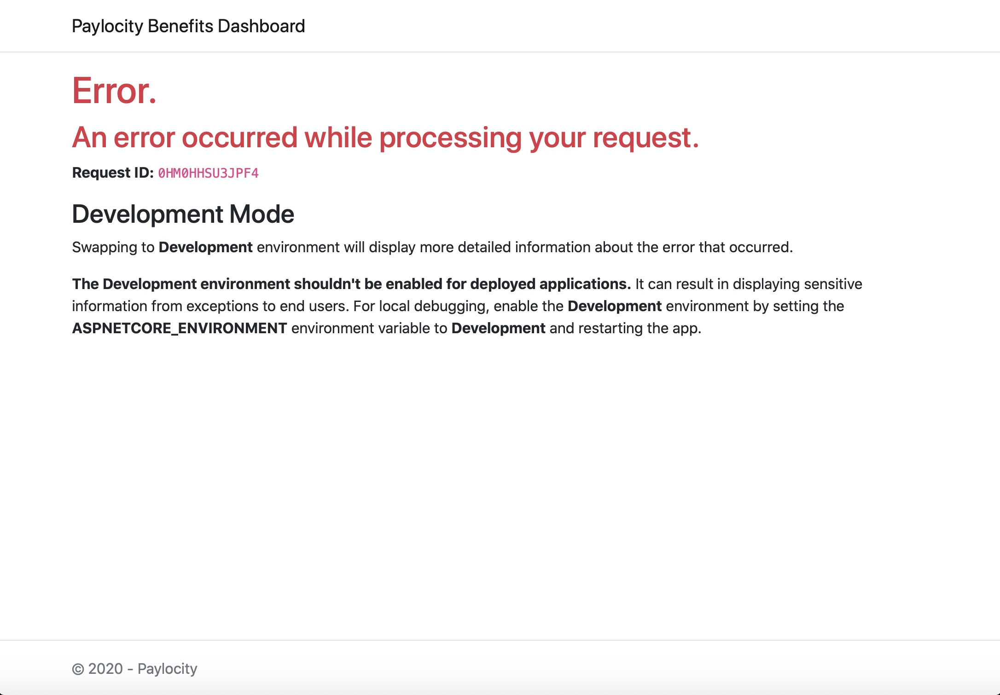 Paylocity Benefits Dashboard
Error.
An error occurred while processing your request.
Request ID: 0HM0HHSU3JPF4
Development Mode
Swapping to Development environment will display more detailed information about the error that occurred.
The Development environment shouldn't be enabled for deployed applications. It can result in displaying sensitive
information from exceptions to end users. For local debugging, enable the Development environment by setting the
ASPNETCORE_ENVIRONMENT environment variable to Development and restarting the app.
© 2020 - Paylocity